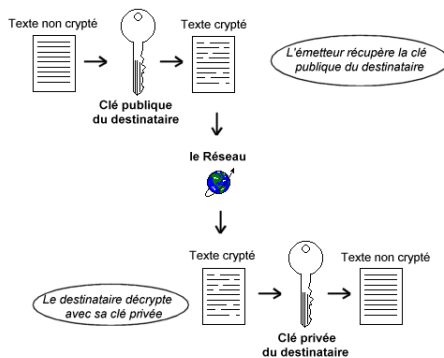 Texte non crypté
Texte crypté
L'émetteur récupère la clé
publique du destinataire
Clé publique
du destinataire
le Réseau
Texte crypté
Texte non crypté
Le destinataire décrypte
avec sa clé privée
Clé privée
du destinataire